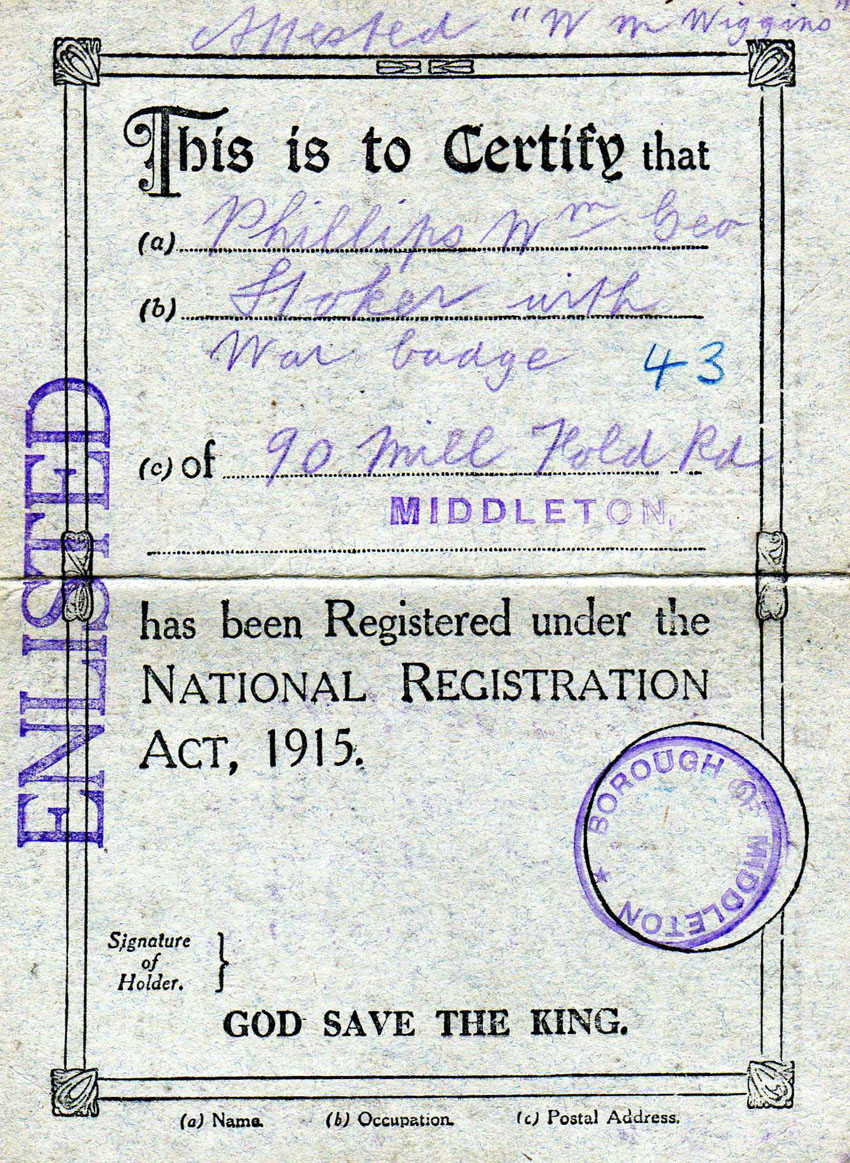 Attested "W m Wiggins"
This is to Certify that
(a) Phillips Wm Geo
(b) Stoker with
War badge 43
(c) of 90 Mill Fold Rd
MIDDLETON,
has been Registered under the
NATIONAL REGISTRATION
ACT, 1915.
ENLISTED
BOROUGH OF MIDDLETON ★
Signature
of
Holder. }
GOD SAVE THE KING.
(a) Name. (b) Occupation. (c) Postal Address.